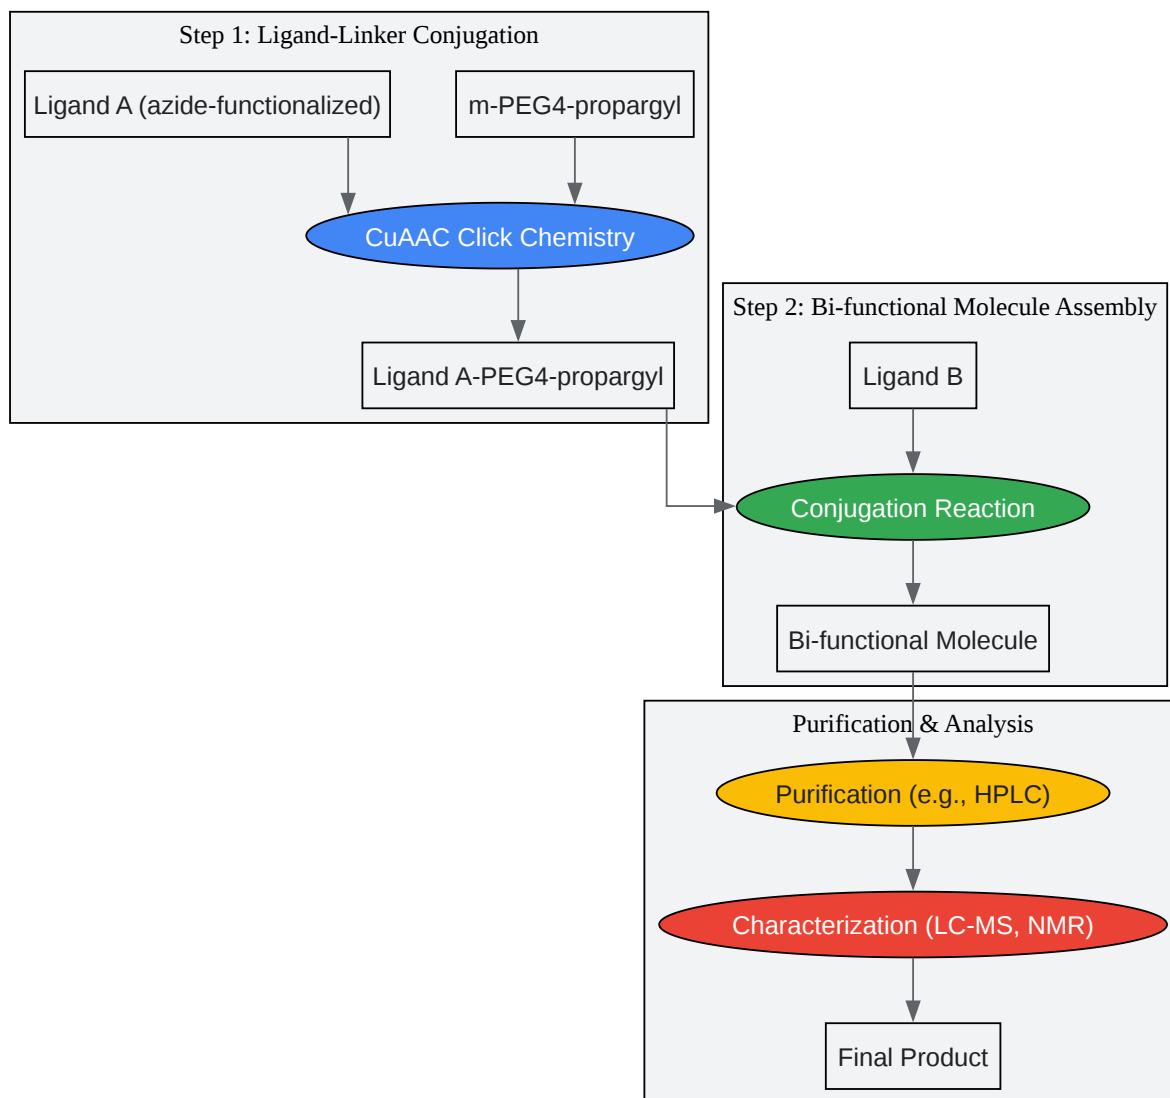 Step 1: Ligand-Linker Conjugation
Ligand A (azide-functionalized)
m-PEG4-propargyl
CuAAC Click Chemistry
Ligand A-PEG4-propargyl
Step 2: Bi-functional Molecule Assembly
Ligand B
Conjugation Reaction
Bi-functional Molecule
Purification & Analysis
Purification (e.g., HPLC)
Characterization (LC-MS, NMR)
Final Product